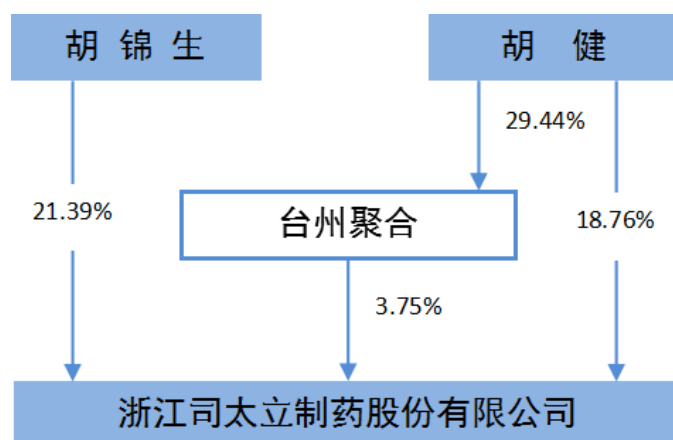 胡 锦 生
胡 健
29.44%
21.39%
台州聚合
18.76%
3.75%
浙江司太立制药股份有限公司